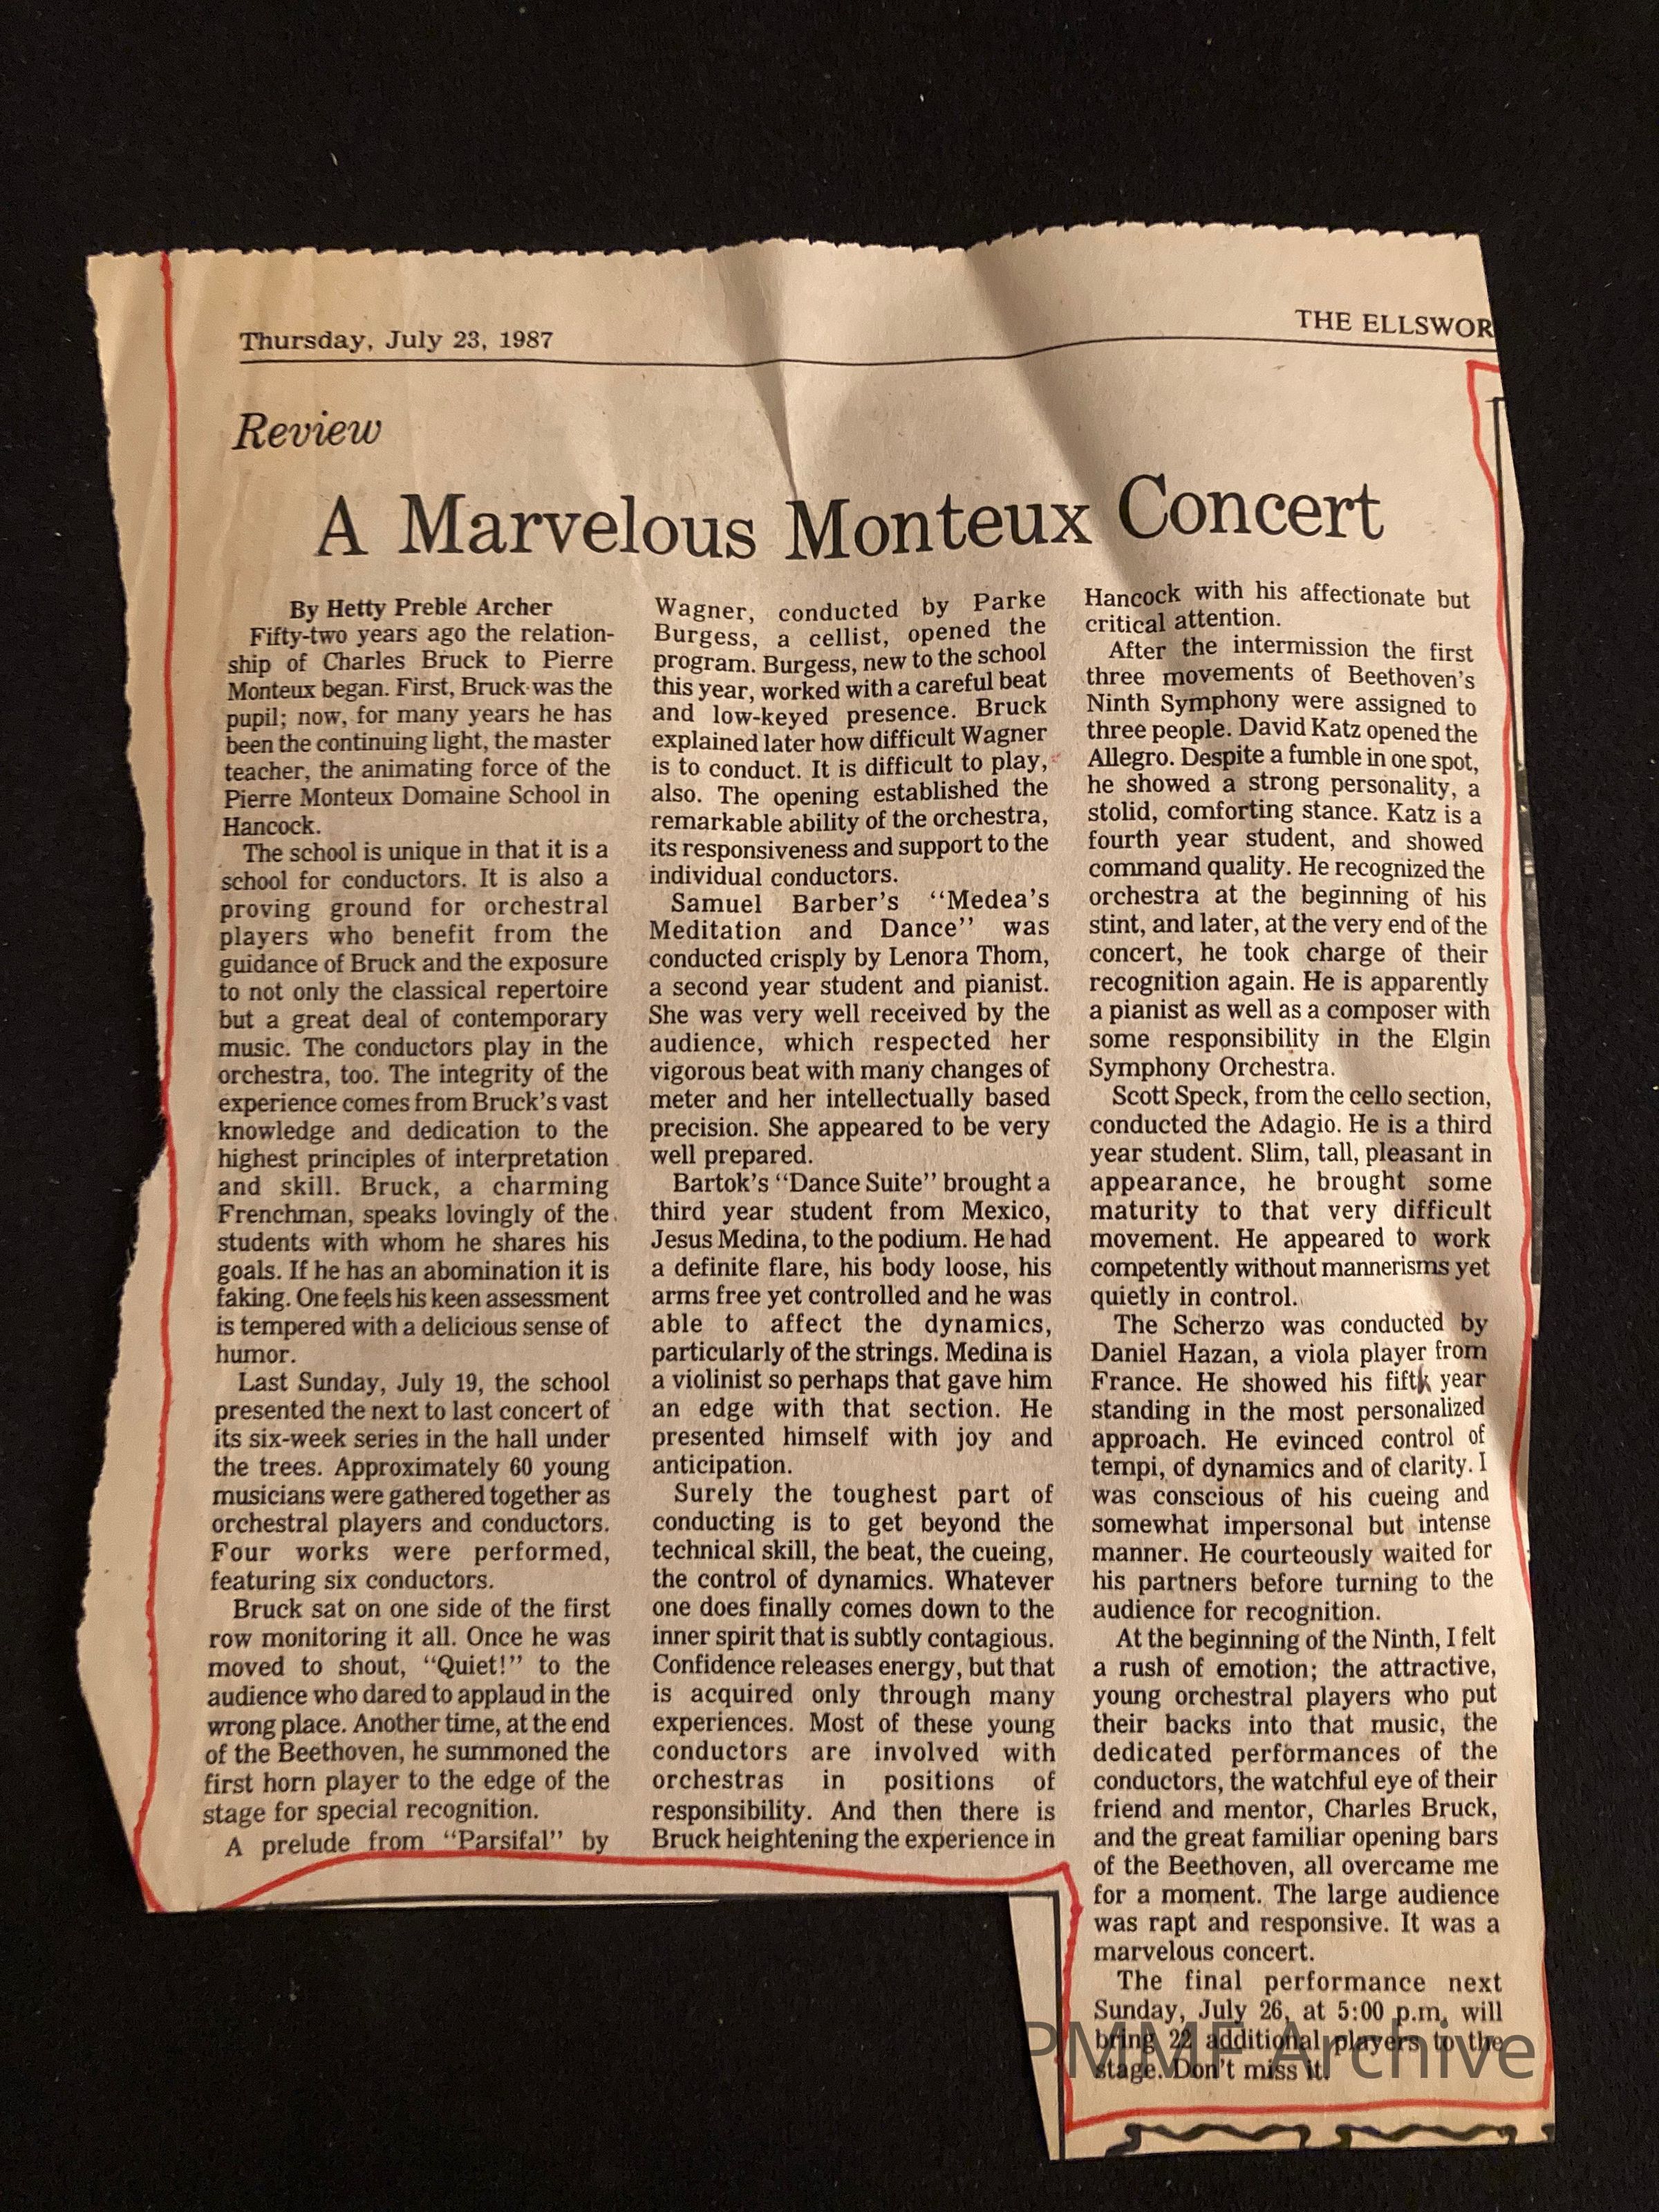 Thursday, July 23, 1987
THE ELLSWOR
Review
A Marvelous Monteux Concert
By Hetty Preble Archer
Fifty-two years ago the relation-
ship of Charles Bruck to Pierre
Monteux began. First, Bruck was the
pupil; now, for many years he has
been the continuing light, the master
teacher, the animating force of the
Pierre Monteux Domaine School in
Hancock.
The school is unique in that it is a
school for conductors. It is also a
proving ground for orchestral
players who benefit from the
guidance of Bruck and the exposure
to not only the classical repertoire
but a great deal of contemporary
music. The conductors play in the
orchestra, too. The integrity of the
experience comes from Bruck's vast
knowledge and dedication to the
highest principles of interpretation
and skill. Bruck, a charming
Frenchman, speaks lovingly of the
students with whom he shares his
goals. If he has an abomination it is
faking. One feels his keen assessment
is tempered with a delicious sense of
humor.
Last Sunday, July 19, the school
presented the next to last concert of
its six-week series in the hall under
the trees. Approximately 60 young
musicians were gathered together as
orchestral players and conductors.
Four works were performed,
featuring six conductors.
Bruck sat on one side of the first
row monitoring it all. Once he was
moved to shout, "Quiet!" to the
audience who dared to applaud in the
wrong place. Another time, at the end
of the Beethoven, he summoned the
first horn player to the edge of the
stage for special recognition.
A prelude from "Parsifal" by
Wagner, conducted by Parke
Burgess, a cellist, opened the
program. Burgess, new to the school
this year, worked with a careful beat
and low-keyed presence. Bruck
explained later how difficult Wagner
is to conduct. It is difficult to play,
also. The opening established the
remarkable ability of the orchestra,
its responsiveness and support to the
individual conductors.
Samuel Barber's "Medea's
Meditation and Dance" was
conducted crisply by Lenora Thom,
a second year student and pianist.
She was very well received by the
audience, which respected her
vigorous beat with many changes of
meter and her intellectually based
precision. She appeared to be very
well prepared.
Bartok's "Dance Suite" brought a
third year student from Mexico,
Jesus Medina, to the podium. He had
a definite flare, his body loose, his
arms free yet controlled and he was
able to affect the dynamics,
particularly of the strings. Medina is
a violinist so perhaps that gave him
an edge with that section. He
presented himself with joy and
anticipation.
Surely the toughest part of
conducting is to get beyond the
technical skill, the beat, the cueing,
the control of dynamics. Whatever
one does finally comes down to the
inner spirit that is subtly contagious.
Confidence releases energy, but that
is acquired only through many
experiences. Most of these young
conductors are involved with
orchestras in positions of
responsibility. And then there is
Bruck heightening the experience in
Hancock with his affectionate but
critical attention.
After the intermission the first
three movements of Beethoven's
Ninth Symphony were assigned to
three people. David Katz opened the
Allegro. Despite a fumble in one spot,
he showed a strong personality, a
stolid, comforting stance. Katz is a
fourth year student, and showed
command quality. He recognized the
orchestra at the beginning of his
stint, and later, at the very end of the
concert, he took charge of their
recognition again. He is apparently
a pianist as well as a composer with
some responsibility in the Elgin
Symphony Orchestra.
Scott Speck, from the cello section,
conducted the Adagio. He is a third
year student. Slim, tall, pleasant in
appearance, he brought some
maturity to that very difficult
movement. He appeared to work
competently without mannerisms yet
quietly in control.
The Scherzo was conducted by
Daniel Hazan, a viola player from
France. He showed his fifth year
standing in the most personalized
approach. He evinced control of
tempi, of dynamics and of clarity. I
was conscious of his cueing and
somewhat impersonal but intense
manner. He courteously waited for
his partners before turning to the
audience for recognition.
At the beginning of the Ninth, I felt
a rush of emotion; the attractive,
young orchestral players who put
their backs into that music, the
dedicated performances of the
conductors, the watchful eye of their
friend and mentor, Charles Bruck,
and the great familiar opening bars
of the Beethoven, all overcame me
for a moment. The large audience
was rapt and responsive. It was a
marvelous concert.
The final performance next
Sunday, July 26, at 5:00 p.m. will
bring 22 additional players to the
stage. Don't miss it.
PMMF Archive